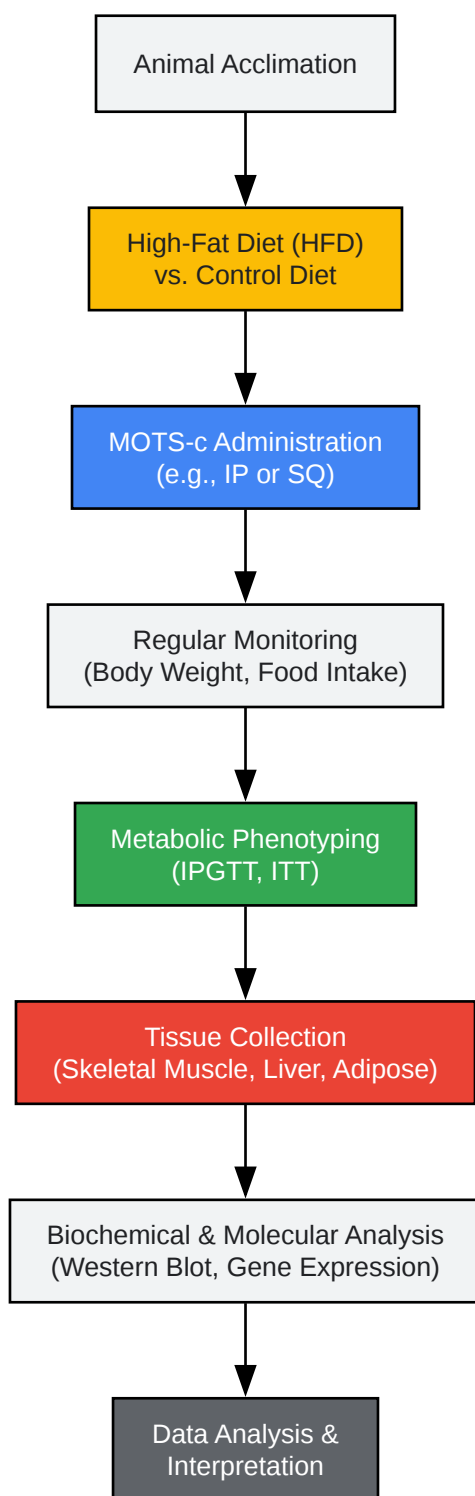 Animal Acclimation
High-Fat Diet (HFD)
vs. Control Diet
MOTS-c Administration
(e.g., IP or SQ)
Regular Monitoring
(Body Weight, Food Intake)
Metabolic Phenotyping
(IPGTT, ITT)
Tissue Collection
(Skeletal Muscle, Liver, Adipose)
Biochemical & Molecular Analysis
(Western Blot, Gene Expression)
Data Analysis &
Interpretation